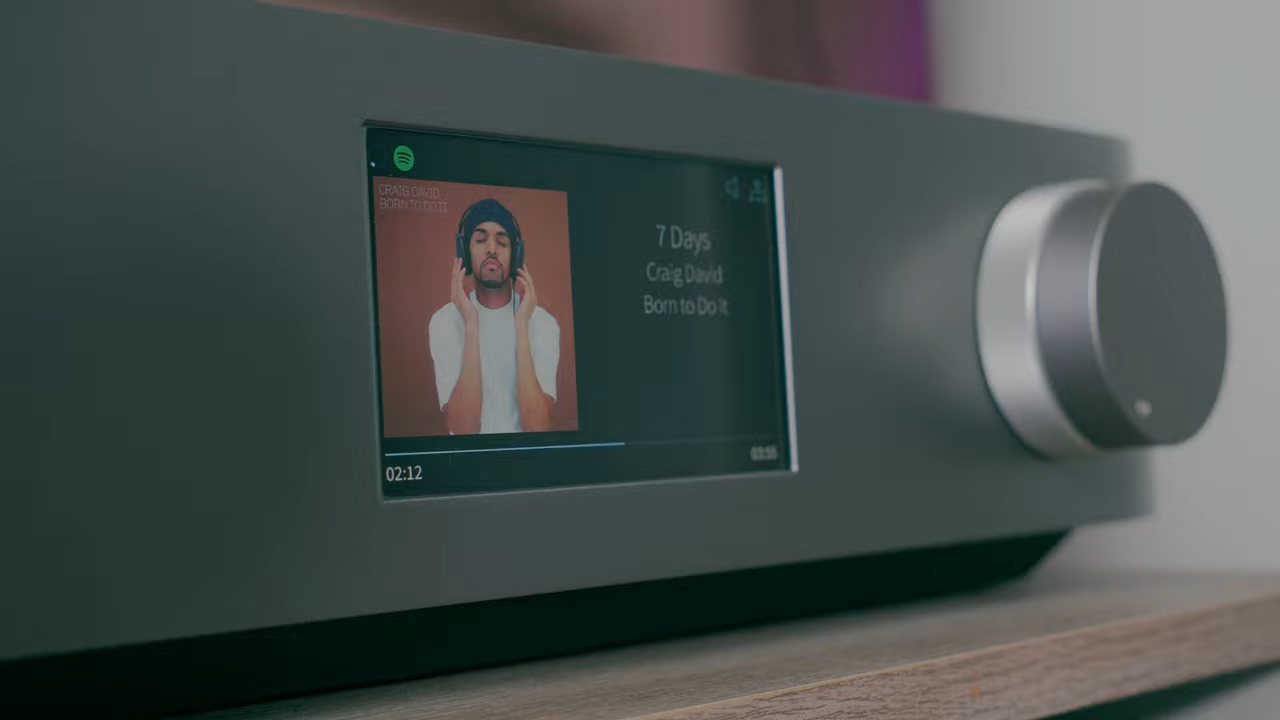 CRAIG DAVID
BORN TO DO IT
7 Days
Craig David
Born to Do It
02:12